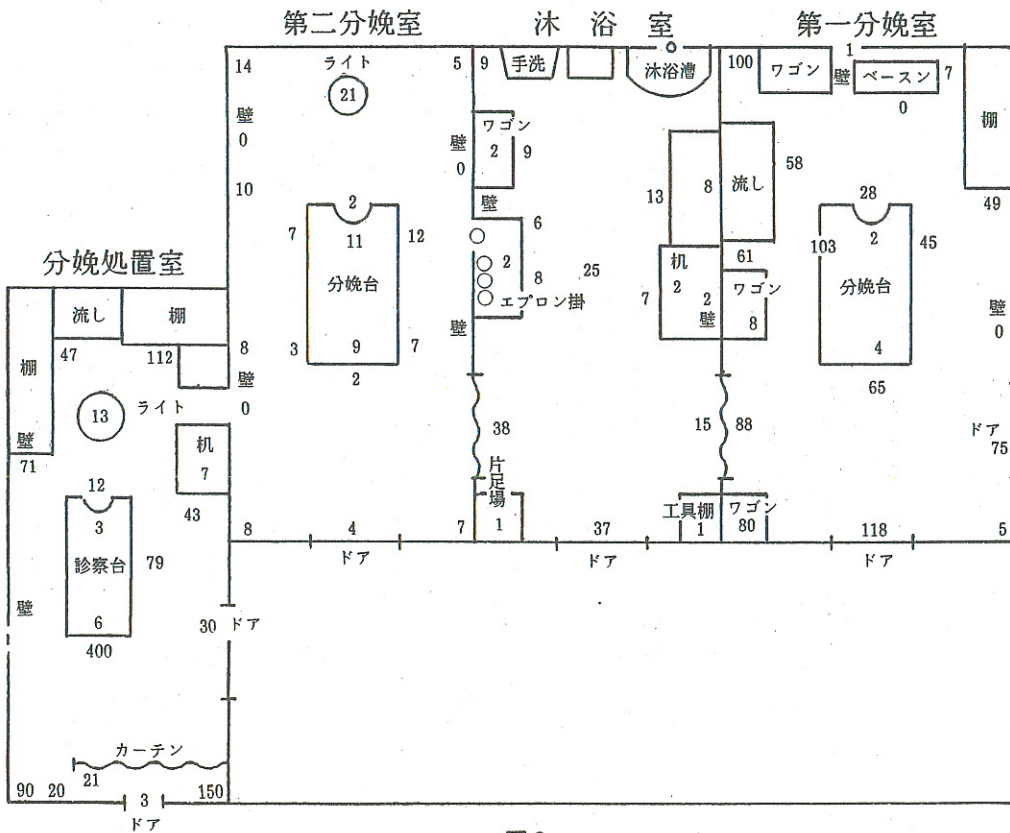 第二分娩室 沐浴室 第一分娩室
14 ライト 5 9 手洗 沐浴漕 100 ワゴン 1 壁 ベースン 7
21
0
壁 0
壁 0
ワゴン
2 9
棚
58
10
2
壁
13 8 流し
28
49
7 11 12
6
103 2 45
分娩処置室
分娩台
2 8 25
エプロン掛
机
2
7
61
ワゴン
2
壁
8
分娩台
壁 0
流し 棚
棚
47 112 8
壁
0
3 9 7
2
壁
4
65
13 ライト
机
7
壁
71
38
15 88
ドア
75
12
3
43
診察台
79
6
400
片足場
1
工具棚
1
ワゴン
80
8 4 7 37 118 5
ドア ドア ドア
壁
30 ドア
カーテン
21
90 20 3 150
ドア